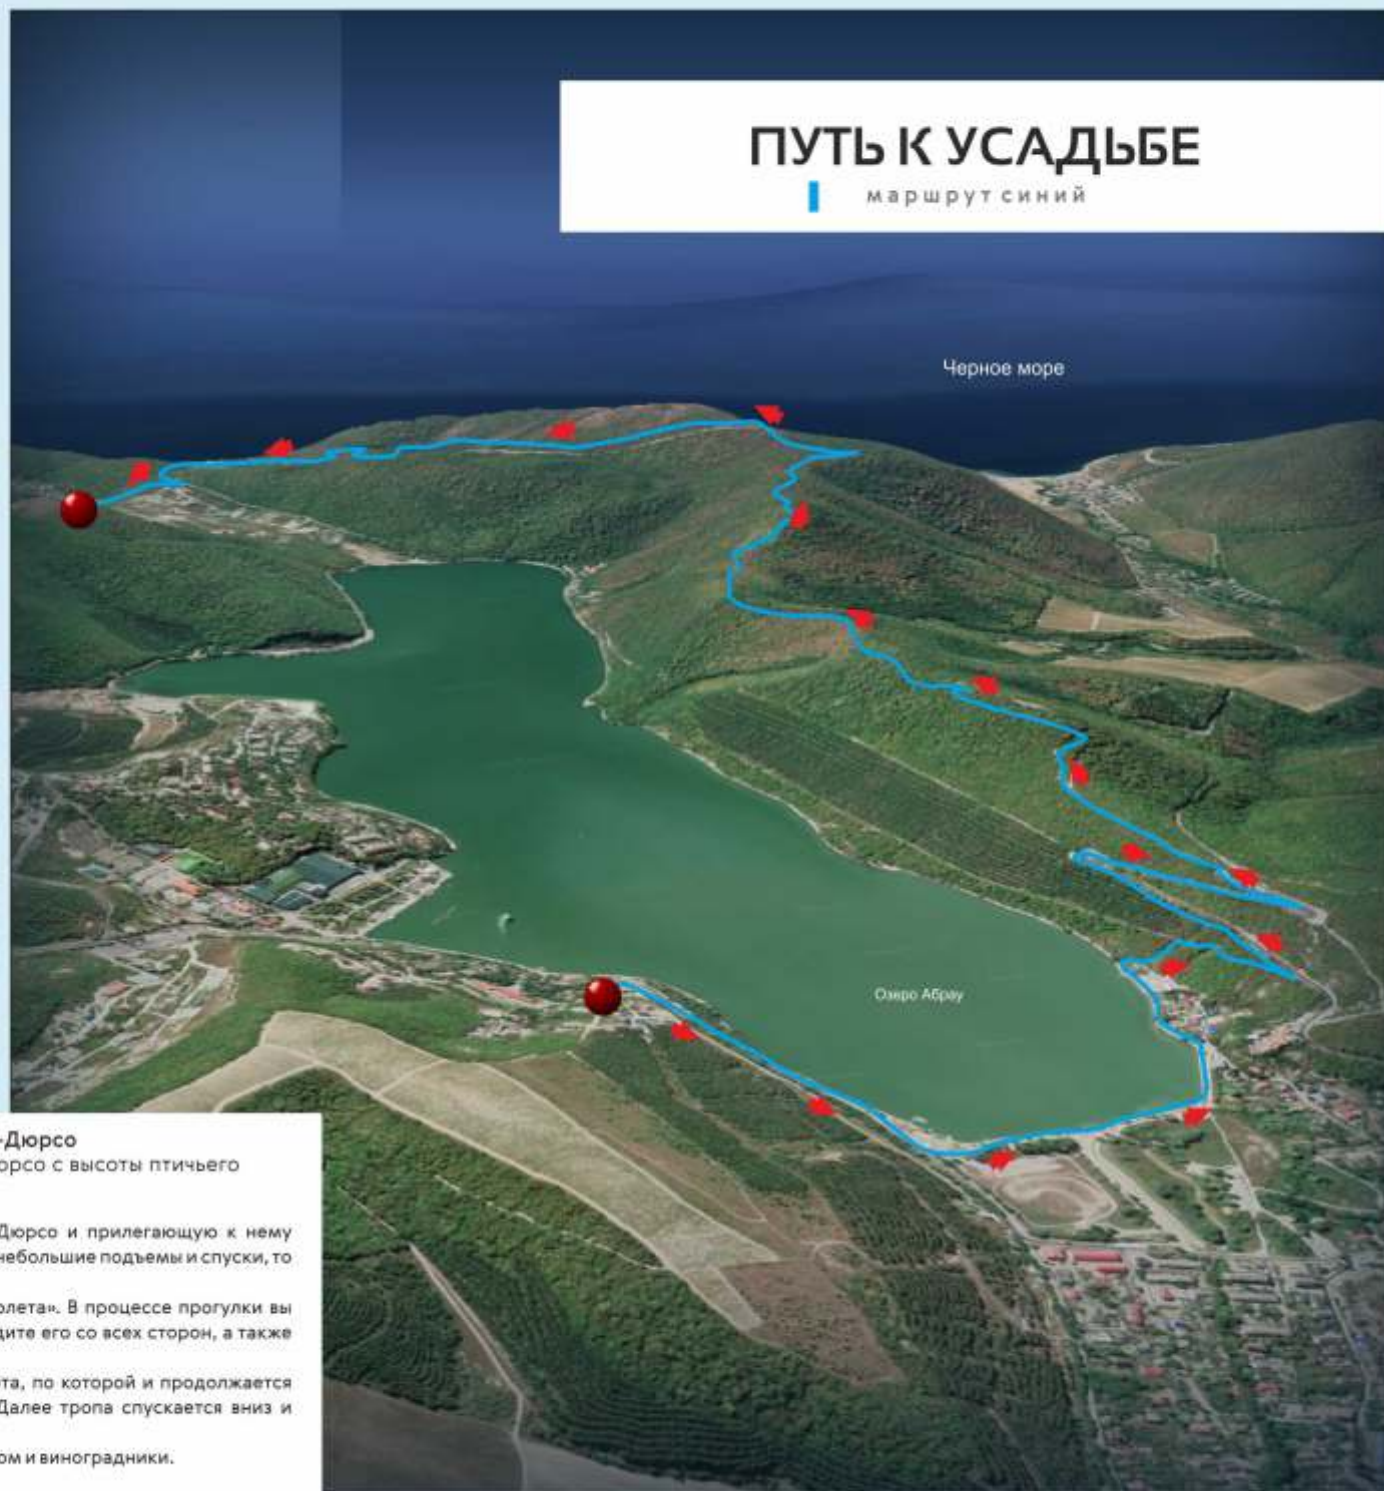 ПУТЬ К УСАДЬБЕ
маршрут синий
Черное море
Озеро Абрау
-Дюрсо
орсо с высоты птичьего
Дюрсо и прилегающую к нему
небольшие подъемы и спуски, то
олета». В процессе прогулки вы
дите его со всех сторон, а также
та, по которой и продолжается
Далее тропа спускается вниз и
ом и виноградники.